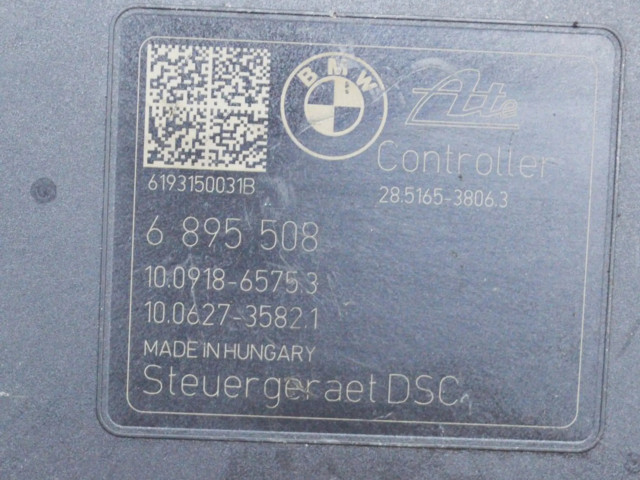 BMW
Ate
Controller
6193150031B
28.5165-3806.3
6 895 508
10.0918-6575.3
10.0627-3582.1
MADE IN HUNGARY
Steuergeraet DSC